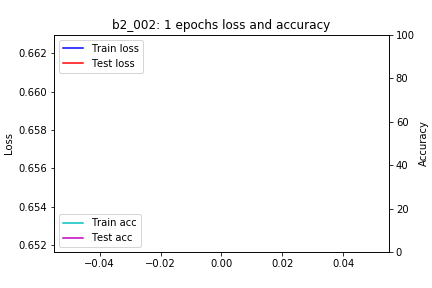 b2_002: 1 epochs loss and accuracy
Train loss
Test loss
Train acc
Test acc
Loss
0.662
0.660
0.658
0.656
0.654
0.652
Accuracy
100
80
60
40
20
0
−0.04
−0.02
0.00
0.02
0.04